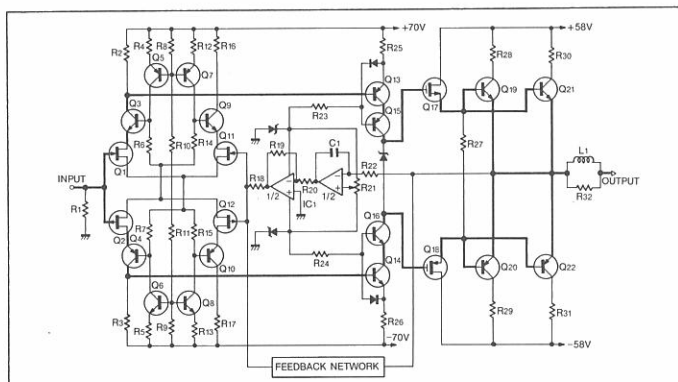 +70V
+58V
R2
R4
R8
R12
R16
R25
R28
R30
Q5
Q7
Q13
Q19
Q21
Q17
Q3
Q9
Q15
R23
R6
R10
R14
Q11
Q1
R19
C1
R22
R27
L1
INPUT
R18
R20
R21
OUTPUT
1/2
1/2
IC1
R32
R1
Q12
Q16
Q18
Q2
Q4
R7
R11
R15
R24
Q14
Q20
Q22
Q10
Q6
Q8
R3
R5
R9
R13
R17
R26
R29
R31
−70V
−58V
FEEDBACK NETWORK